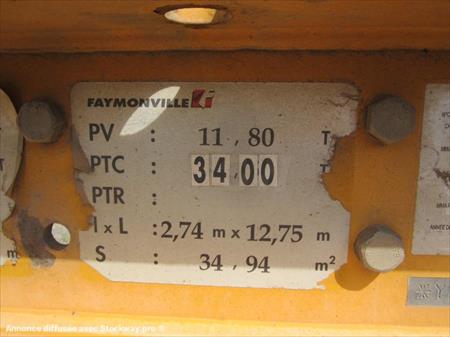 FAYMONVILLE
PV : 11,80 T
PTC : 34,00 T
PTR :
l x L : 2,74 m x 12,75 m
S : 34,94 m²
Annonce diffusée avec Stockway.pro ®